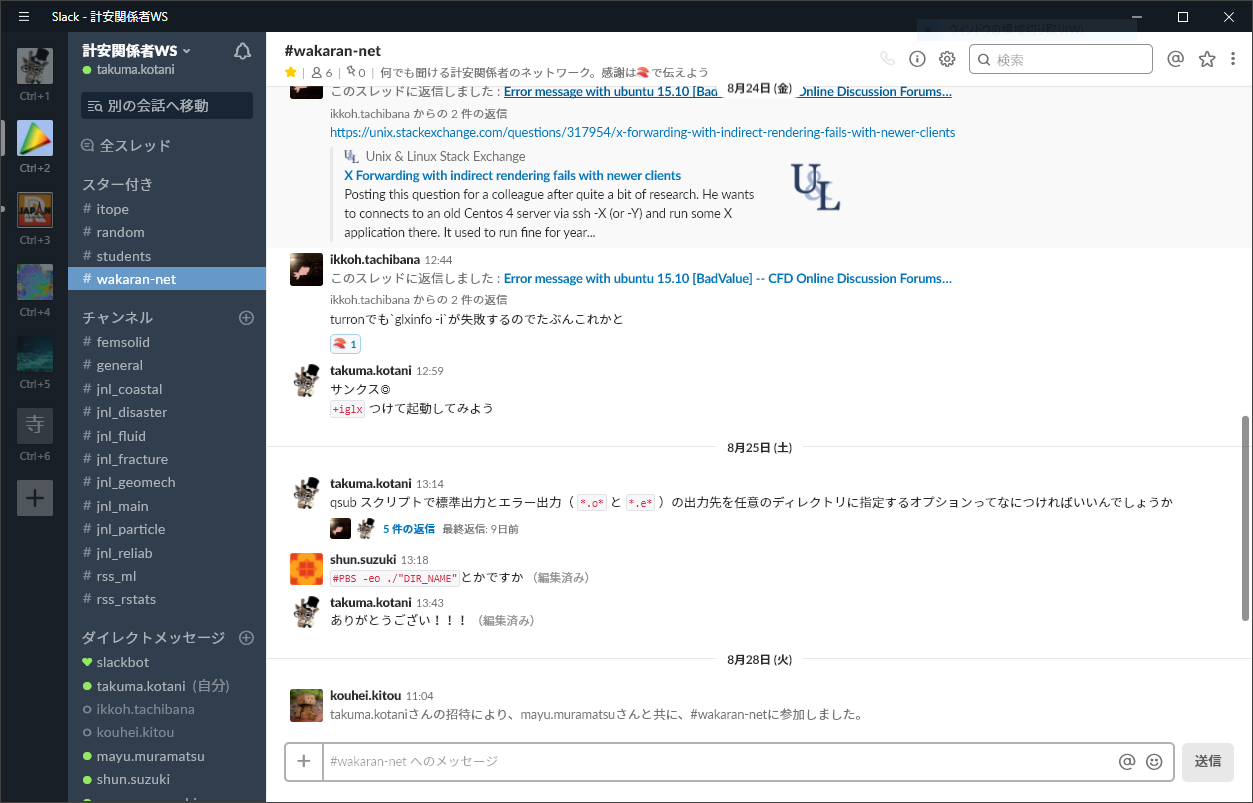 Slack - 計安関係者WS
Ctrl+1
Ctrl+2
Ctrl+3
Ctrl+4
Ctrl+5
寺
Ctrl+6
計安関係者WS
takuma.kotani
別の会話へ移動
全スレッド
スター付き
# itope
# random
# students
# wakaran-net
チャンネル
# femsolid
# general
# jnl_coastal
# jnl_disaster
# jnl_fluid
# jnl_fracture
# jnl_geomech
# jnl_main
# jnl_particle
# jnl_reliab
# rss_ml
# rss_rstats
ダイレクトメッセージ
slackbot
takuma.kotani (自分)
ikkoh.tachibana
kouhei.kitou
mayu.muramatsu
shun.suzuki
#wakaran-net
6 | 0 | 何でも聞ける計安関係者のネットワーク。感謝は で伝えよう
検索
8月24日 (金)
このスレッドに返信しました : Error message with ubuntu 15.10 [Bad Online Discussion Forums…
ikkoh.tachibana からの 2 件の返信
https://unix.stackexchange.com/questions/317954/x-forwarding-with-indirect-rendering-fails-with-newer-clients
UL Unix & Linux Stack Exchange
X Forwarding with indirect rendering fails with newer clients
Posting this question for a colleague after quite a bit of research. He wants
to connects to an old Centos 4 server via ssh -X (or -Y) and run some X
application there. It used to run fine for year...
U&L
ikkoh.tachibana 12:44
このスレッドに返信しました : Error message with ubuntu 15.10 [BadValue] -- CFD Online Discussion Forums…
ikkoh.tachibana からの 2 件の返信
turronでも`glxinfo -i`が失敗するのでたぶんこれかと
1
takuma.kotani 12:59
サンクス◎
+iglx つけて起動してみよう
8月25日 (土)
takuma.kotani 13:14
qsub スクリプトで標準出力とエラー出力（ *.o* と *.e* ）の出力先を任意のディレクトリに指定するオプションってなにつければいいんでしょうか
5 件の返信 最終返信: 9日前
shun.suzuki 13:18
#PBS -eo ./"DIR_NAME" とかですか （編集済み）
takuma.kotani 13:43
ありがとうござい！！！ （編集済み）
8月28日 (火)
kouhei.kitou 11:04
takuma.kotaniさんの招待により、mayu.muramatsuさんと共に、#wakaran-netに参加しました。
#wakaran-net へのメッセージ
送信